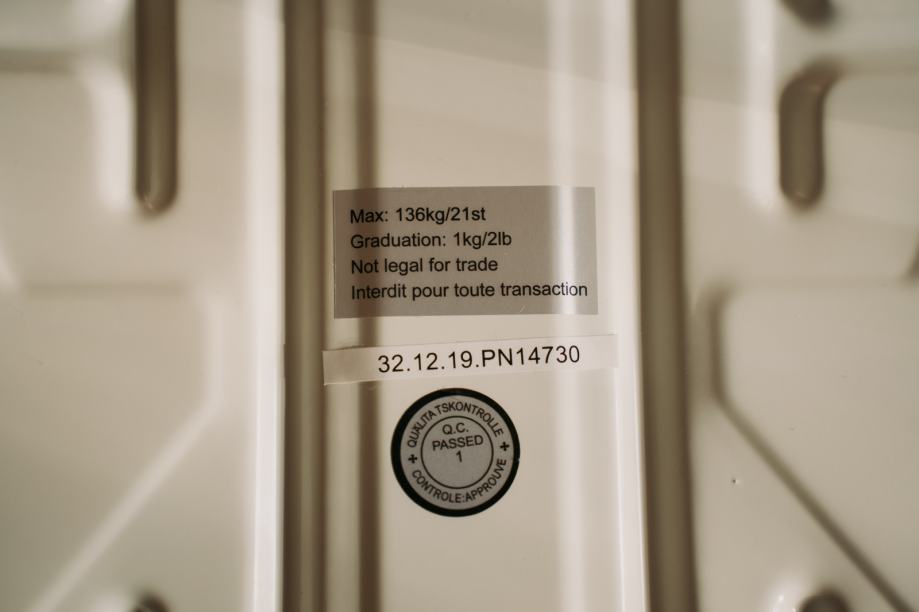 Max: 136kg/21st
Graduation: 1kg/2lb
Not legal for trade
Interdit pour toute transaction
32.12.19.PN14730
QUALITATSKONTROLLE
Q.C.
PASSED
1
CONTROLE:APPROUVE